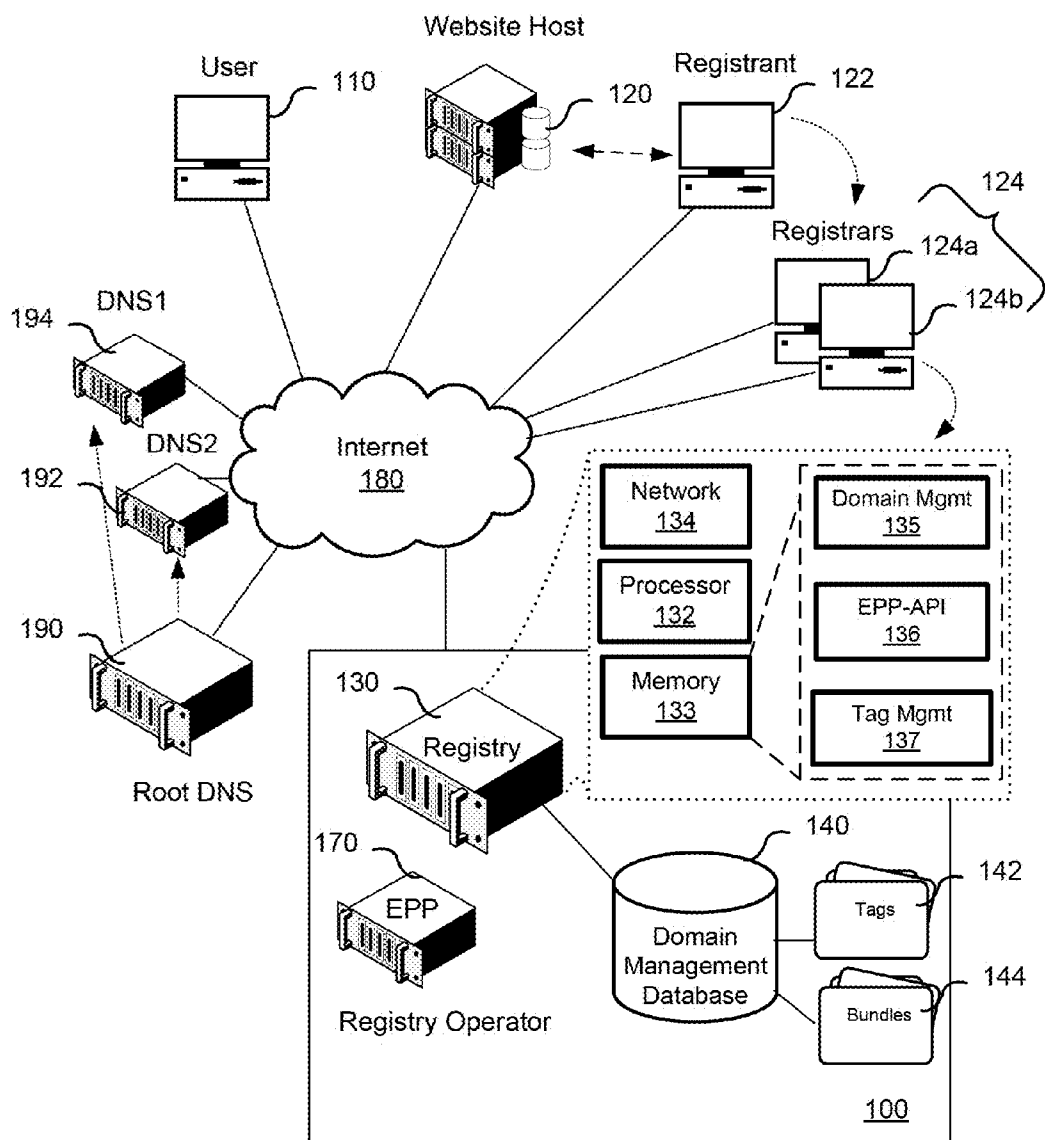 Website Host
User
110
120
Registrant
122
124
Registrars
124a
124b
DNS1
194
DNS2
192
Internet
180
Network
134
Domain Mgmt
135
Processor
132
EPP-API
136
Memory
133
Tag Mgmt
137
190
Root DNS
130
Registry
170
EPP
Registry Operator
140
Domain
Management
Database
142
Tags
144
Bundles
100